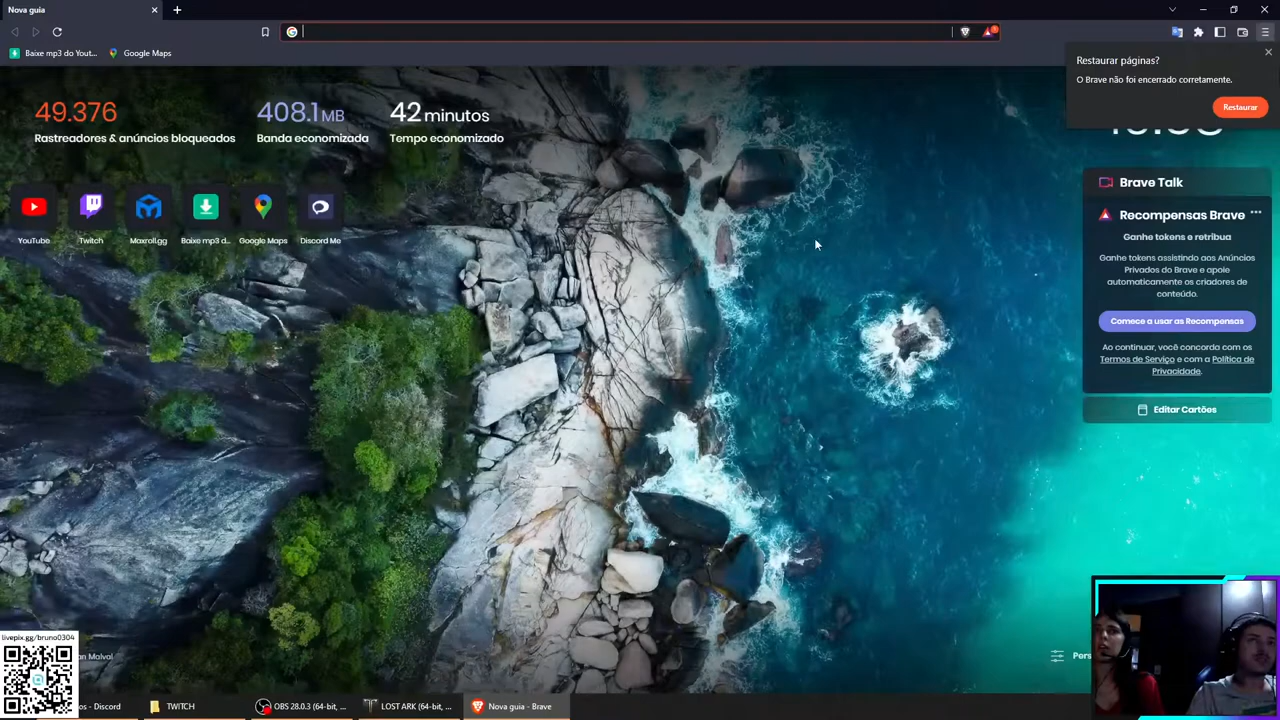 Nova guia
Baixe mp3 do Yout...
Google Maps
Restaurar páginas?
O Brave não foi encerrado corretamente.
Restaurar
49.376
Rastreadores & anúncios bloqueados
408.1MB
Banda economizada
42 minutos
Tempo economizado
YouTube
Twitch
Maxroll.gg
Baixe mp3 d...
Google Maps
Discord Me
Brave Talk
Recompensas Brave
Ganhe tokens e retribua
Ganhe tokens assistindo aos Anúncios
Privados do Brave e apoie
automaticamente os criadores de
conteúdo.
Comece a usar as Recompensas
Ao continuar, você concorda com os
Termos de Serviço e com a Política de
Privacidade.
Editar Cartões
livepix.gg/bruno0304
an Malval
Pers
os - Discord
TWITCH
OBS 28.0.3 (64-bit, ...
LOST ARK (64-bit, ...
Nova guia - Brave